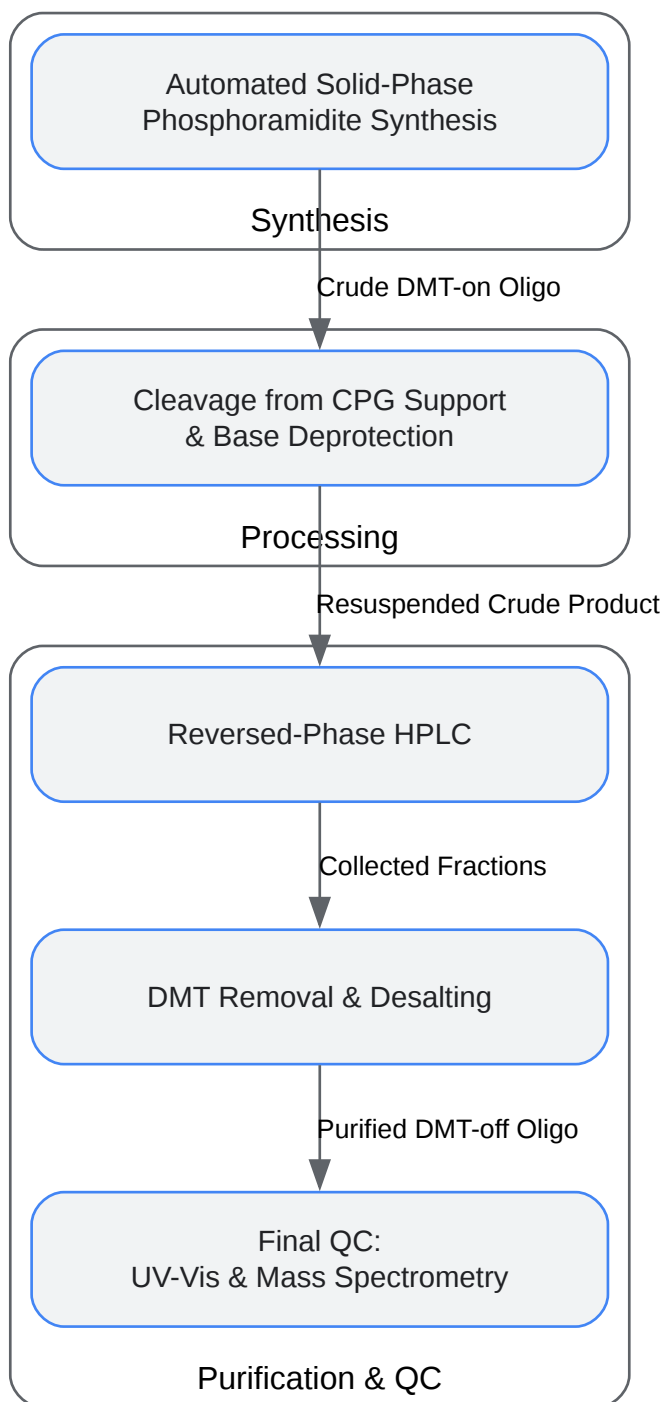 Automated Solid-Phase
Phosphoramidite Synthesis
Synthesis
Crude DMT-on Oligo
Cleavage from CPG Support
& Base Deprotection
Processing
Resuspended Crude Product
Reversed-Phase HPLC
Collected Fractions
DMT Removal & Desalting
Purified DMT-off Oligo
Final QC:
UV-Vis & Mass Spectrometry
Purification & QC